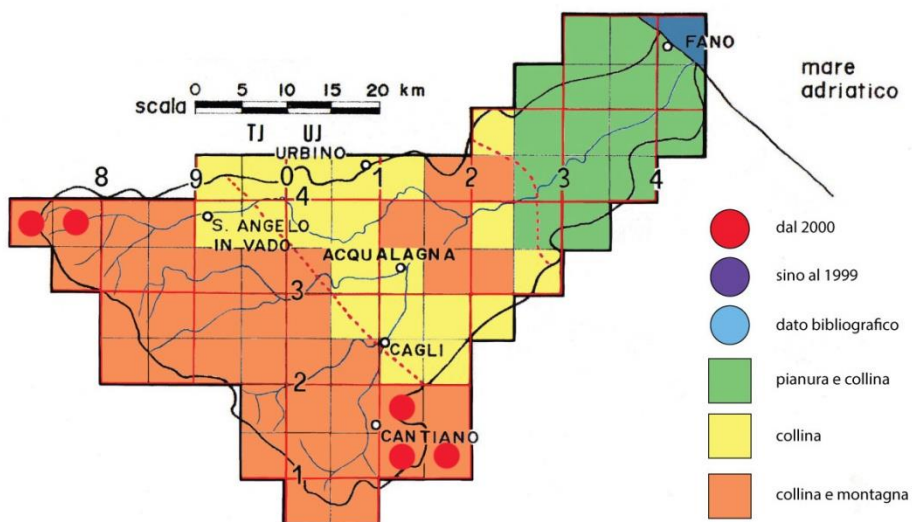 FANO
mare
adriatico
scala
0 5 10 15 20 km
TJ UJ
URBINO
8 9 0 1 2 3 4
4
S. ANGELO
IN VADO
ACQUALAGNA
3
CAGLI
2
CANTIANO
1
dal 2000
sino al 1999
dato bibliografico
pianura e collina
collina
collina e montagna